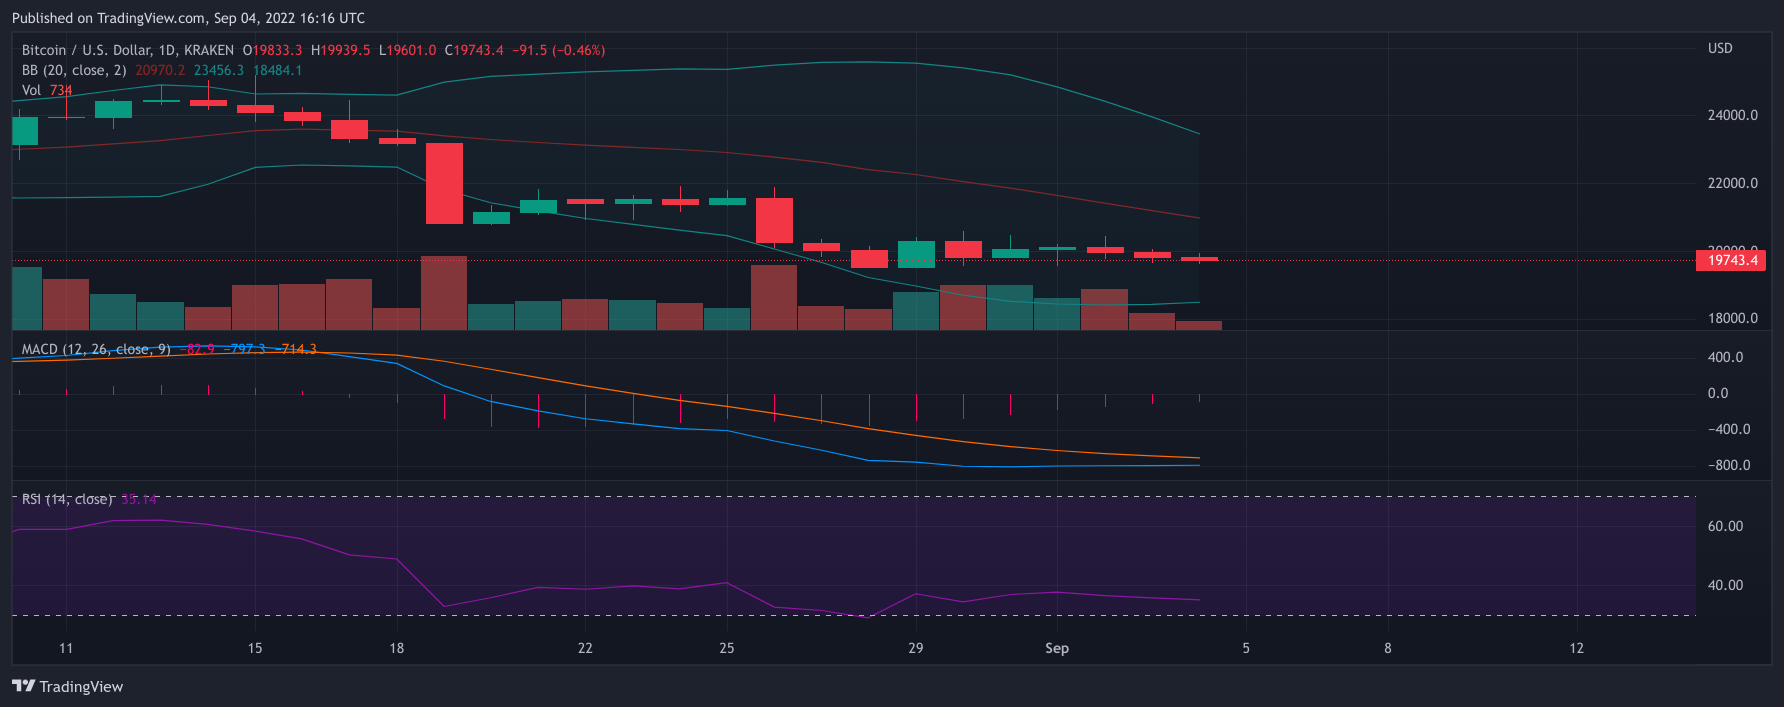 Published on TradingView.com, Sep 04, 2022 16:16 UTC
Bitcoin / U.S. Dollar, 1D, KRAKEN O19833.3 H19939.5 L19601.0 C19743.4 −91.5 (−0.46%)
USD
BB (20, close, 2) 20970.2 23456.3 18484.1
Vol 734
24000.0
22000.0
20000.0
19743.4
18000.0
MACD (12, 26, close, 9) −82.9 −797.3 −714.3
400.0
0.0
−400.0
−800.0
RSI (14, close) 35.14
60.00
40.00
11 15 18 22 25 29 Sep 5 8 12
TradingView